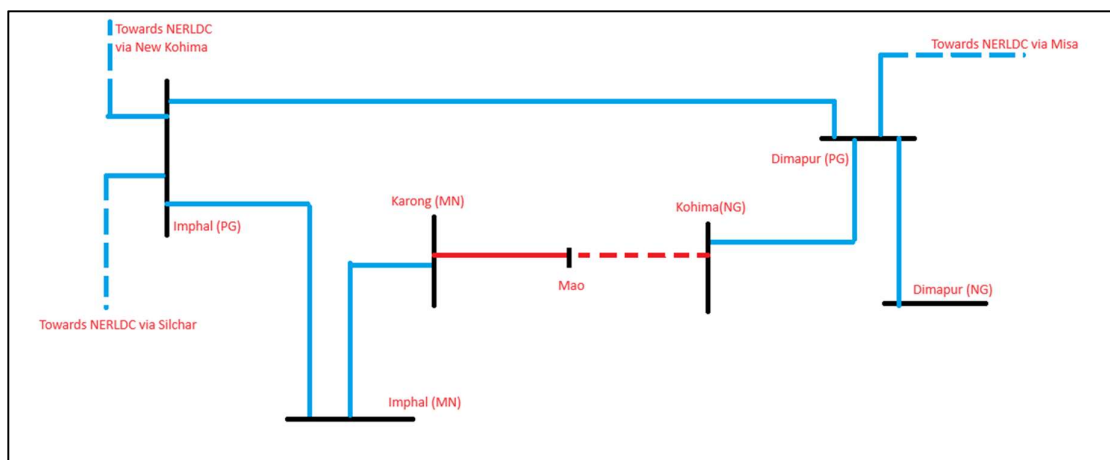 Towards NERLDC
via New Kohima
Towards NERLDC via Misa
Dimapur (PG)
Karong (MN)
Kohima(NG)
Imphal (PG)
Mao
Dimapur (NG)
Towards NERLDC via Silchar
Imphal (MN)